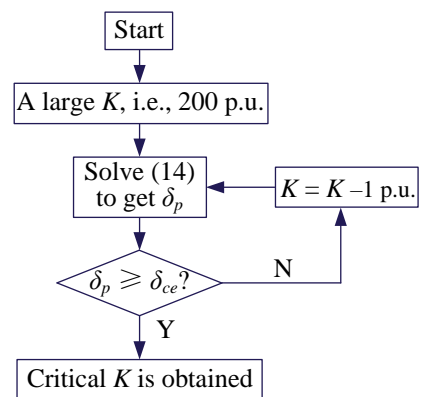 Start
A large K, i.e., 200 p.u.
Solve (14)
to get δp
K = K –1 p.u.
δp ⩾ δce?
N
Y
Critical K is obtained